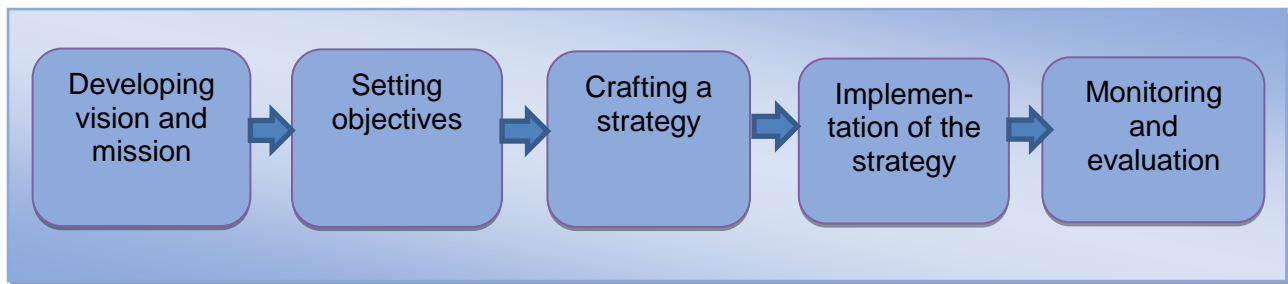 Developing
vision and
mission
Setting
objectives
Crafting a
strategy
Implemen-
tation of the
strategy
Monitoring
and
evaluation